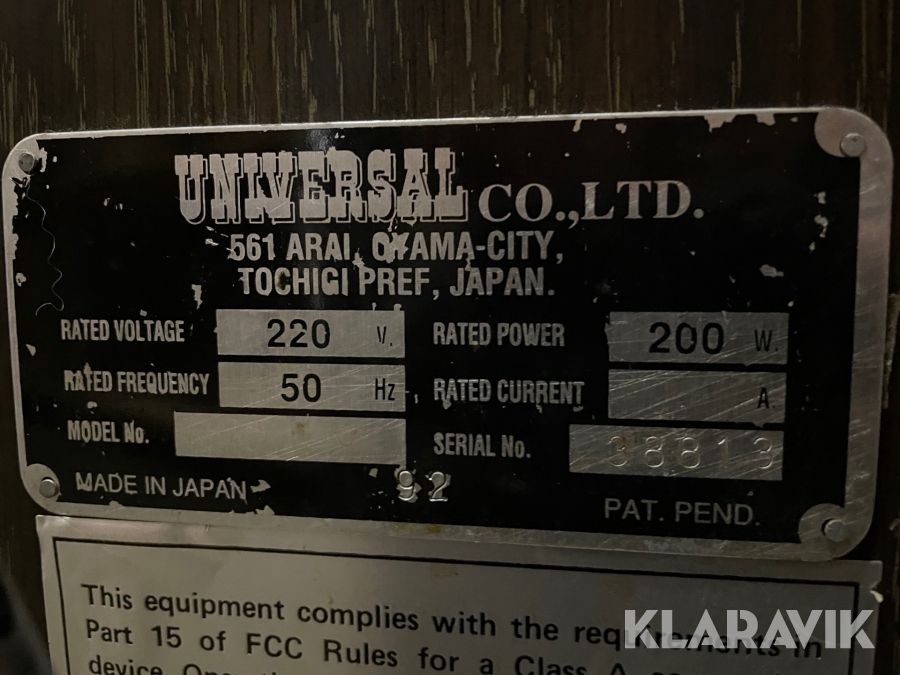 UNIVERSAL CO.,LTD.
561 ARAI, OYAMA-CITY,
TOCHIGI PREF, JAPAN.
RATED VOLTAGE 220 V. RATED POWER 200 W.
RATED FREQUENCY 50 Hz RATED CURRENT A.
MODEL No. SERIAL No. 38813
MADE IN JAPAN 92 PAT. PEND.
This equipment complies with the requirements in
Part 15 of FCC Rules for a Class A
device
KLARAVIK